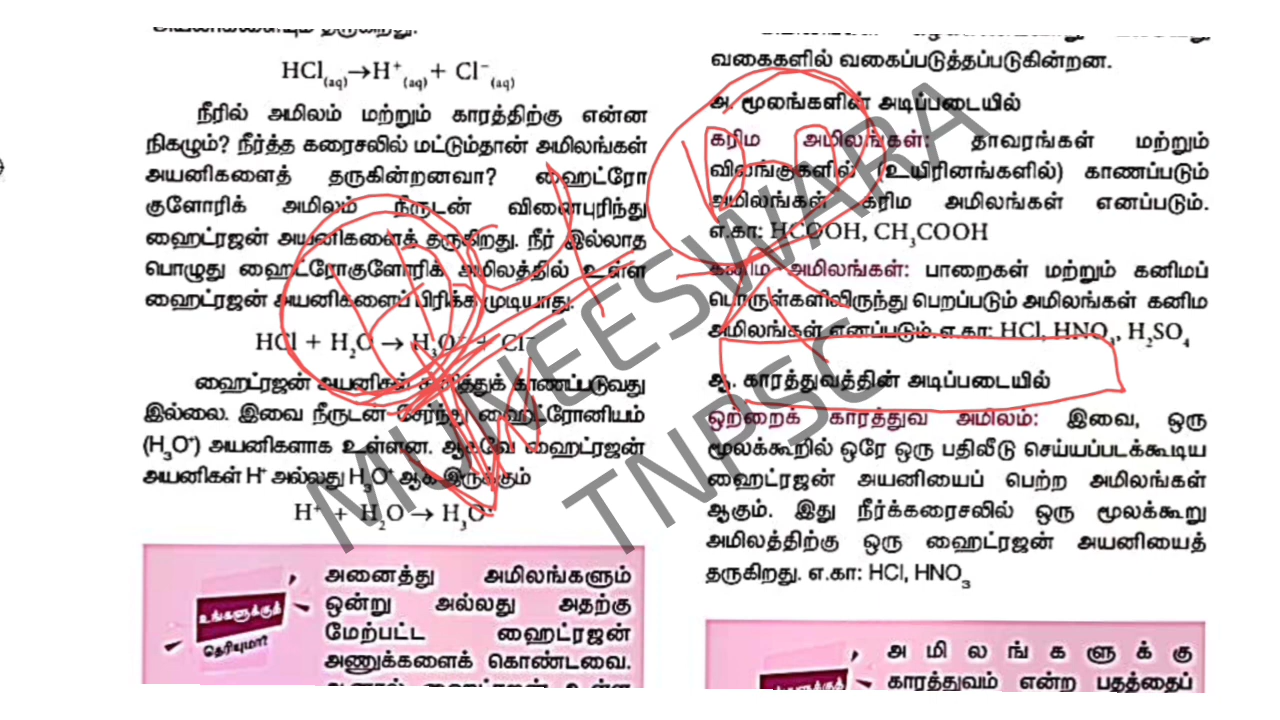 HCl(aq)→H⁺(aq) + Cl⁻(aq)
நீரில் அமிலம் மற்றும் காரத்திற்கு என்ன
நிகழும்? நீர்த்த கரைசலில் மட்டும்தான் அமிலங்கள்
அயனிகளைத் தருகின்றனவா? ஹைட்ரோ
குளோரிக் அமிலம் நீருடன் வினைபுரிந்து
ஹைட்ரஜன் அயனிகளைத் தருகிறது. நீர் இல்லாத
பொழுது ஹைட்ரோகுளோரிக் அமிலத்தில் உள்ள
ஹைட்ரஜன் அயனிகளைப் பிரிக்க முடியாது.
HCl + H₂O → H₃O⁺ + Cl⁻
ஹைட்ரஜன் அயனிகள் தனித்துக் காணப்படுவது
இல்லை. இவை நீருடன் சேர்ந்து ஹைட்ரோனியம்
(H₃O⁺) அயனிகளாக உள்ளன. ஆகவே ஹைட்ரஜன்
அயனிகள் H⁺ அல்லது H₃O⁺ ஆக இருக்கும்
H⁺ + H₂O → H₃O⁺
உங்களுக்குத்
தெரியுமா?
அனைத்து அமிலங்களும்
ஒன்று அல்லது அதற்கு
மேற்பட்ட ஹைட்ரஜன்
அணுக்களைக் கொண்டவை.
வகைகளில் வகைப்படுத்தப்படுகின்றன.
அ. மூலங்களின் அடிப்படையில்
கரிம அமிலங்கள்: தாவரங்கள் மற்றும்
விலங்குகளில் (உயிரினங்களில்) காணப்படும்
அமிலங்கள் கரிம அமிலங்கள் எனப்படும்.
எ.கா: HCOOH, CH₃COOH
கனிம அமிலங்கள்: பாறைகள் மற்றும் கனிமப்
பொருள்களிலிருந்து பெறப்படும் அமிலங்கள் கனிம
அமிலங்கள் எனப்படும். எ.கா: HCl, HNO₃, H₂SO₄
ஆ. காரத்துவத்தின் அடிப்படையில்
ஒற்றைக் காரத்துவ அமிலம்: இவை, ஒரு
மூலக்கூறில் ஒரே ஒரு பதிலீடு செய்யப்படக்கூடிய
ஹைட்ரஜன் அயனியைப் பெற்ற அமிலங்கள்
ஆகும். இது நீர்க்கரைசலில் ஒரு மூலக்கூறு
அமிலத்திற்கு ஒரு ஹைட்ரஜன் அயனியைத்
தருகிறது. எ.கா: HCl, HNO₃
அமிலங்களுக்கு
காரத்துவம் என்ற பதத்தைப்
MUNEESWARA
TNPSC